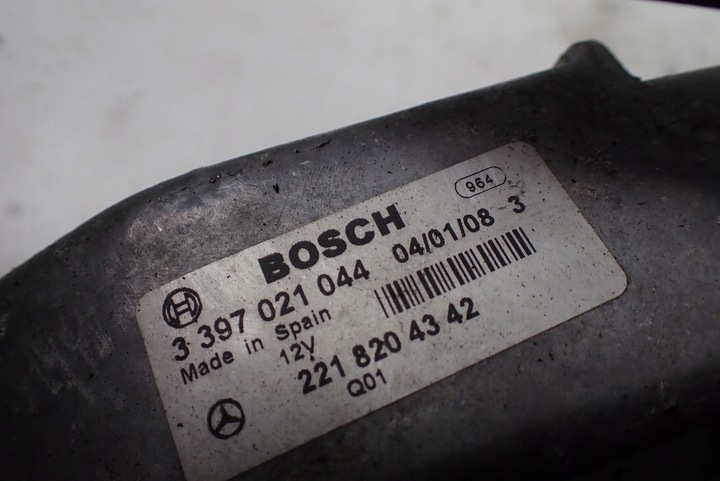 964
BOSCH
3 397 021 044 04/01/08 3
Made in Spain
12V
221 820 43 42
Q01